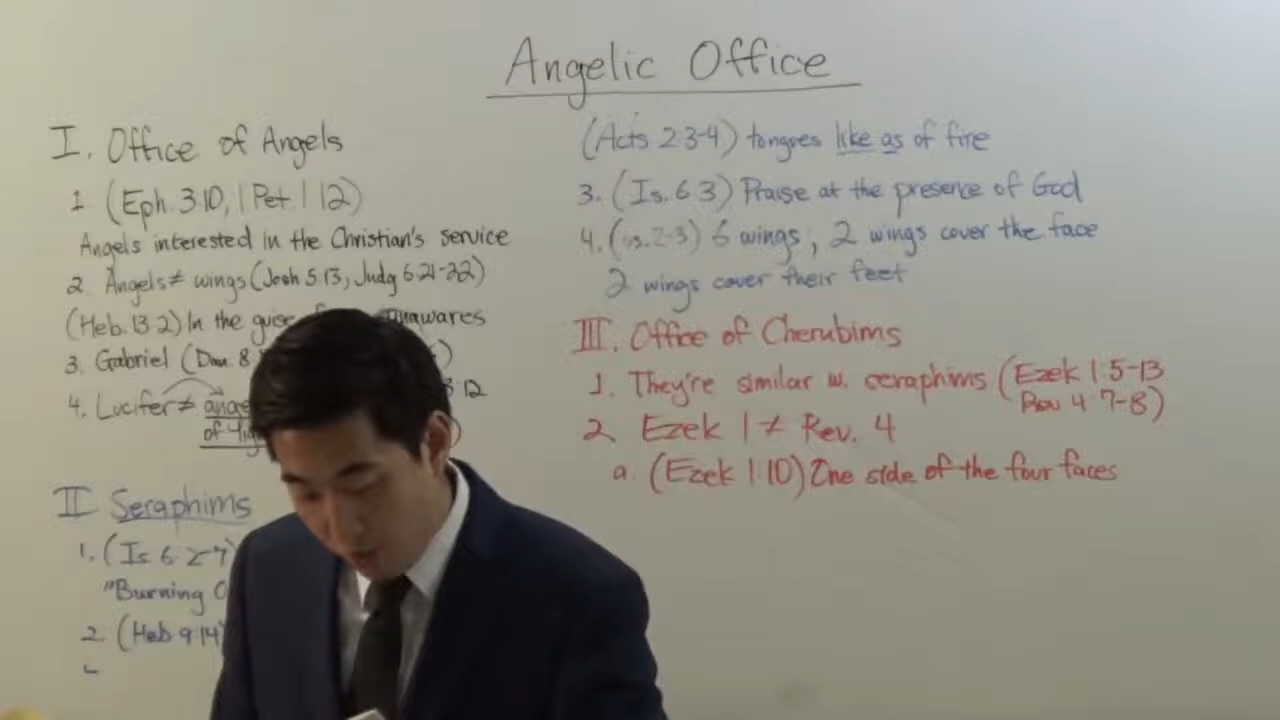 Angelic Office
I. Office of Angels
1 (Eph. 3:10, 1 Pet 1 12)
Angels interested in the Christian's service
2. Angels ≠ wings (Josh 5:13, Judg 6:21-22)
(Heb. 13:2) In the guise unawares
3. Gabriel (Dan. 8
4. Lucifer ≠
12
II Seraphims
1. (Is 6:2-7)
"Burning
2. (Heb 9:14)
(Acts 2:3-4) tongues like as of fire
3. (Is. 6:3) Praise at the presence of God
4. (vs. 2-3) 6 wings, 2 wings cover the face
2 wings cover their feet
III. Office of Cherubims
1. They're similar w. seraphims (Ezek 1:5-13
Rev 4 7-8)
2 Ezek 1 ≠ Rev. 4
a. (Ezek 1:10) One side of the four faces